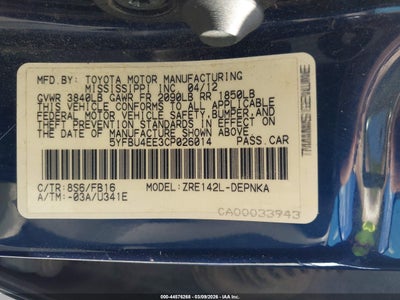 MFD.BY: TOYOTA MOTOR MANUFACTURING
MISSISSIPPI INC. 04/12
GVWR 3840LB GAWR FR 2090LB RR 1850LB
THIS VEHICLE CONFORMS TO ALL APPLICABLE
FEDERAL MOTOR VEHICLE SAFETY, BUMPER, AND
THEFT PREVENTION STANDARDS IN EFFECT ON
THE DATE OF MANUFACTURE SHOWN ABOVE.
5YFBU4EE3CP026014 PASS.CAR
C/TR:8S6/FB16 MODEL:ZRE142L-DEPNKA
A/TM:-03A/U341E
CA00033943
000-44576268 | 03/09/2026 - IAA Inc.